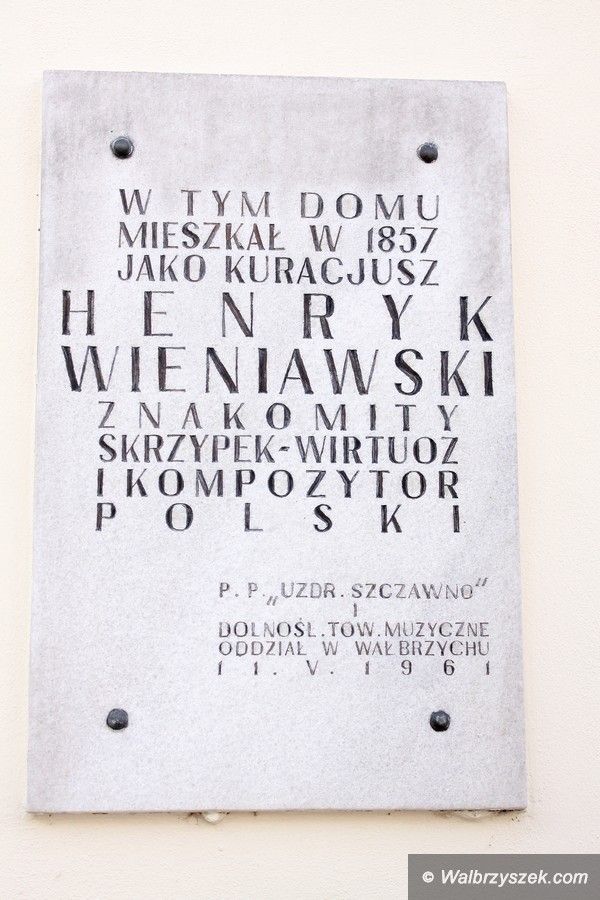 W TYM DOMU
MIESZKAŁ W 1857
JAKO KURACJUSZ
HENRYK
WIENIAWSKI
ZNAKOMITY
SKRZYPEK-WIRTUOZ
I KOMPOZYTOR
POLSKI
P. P. „UZDR. SZCZAWNO"
I
DOLNOŚL. TOW. MUZYCZNE
ODDZIAŁ W WAŁBRZYCHU
11. V. 1961
© Walbrzyszek.com